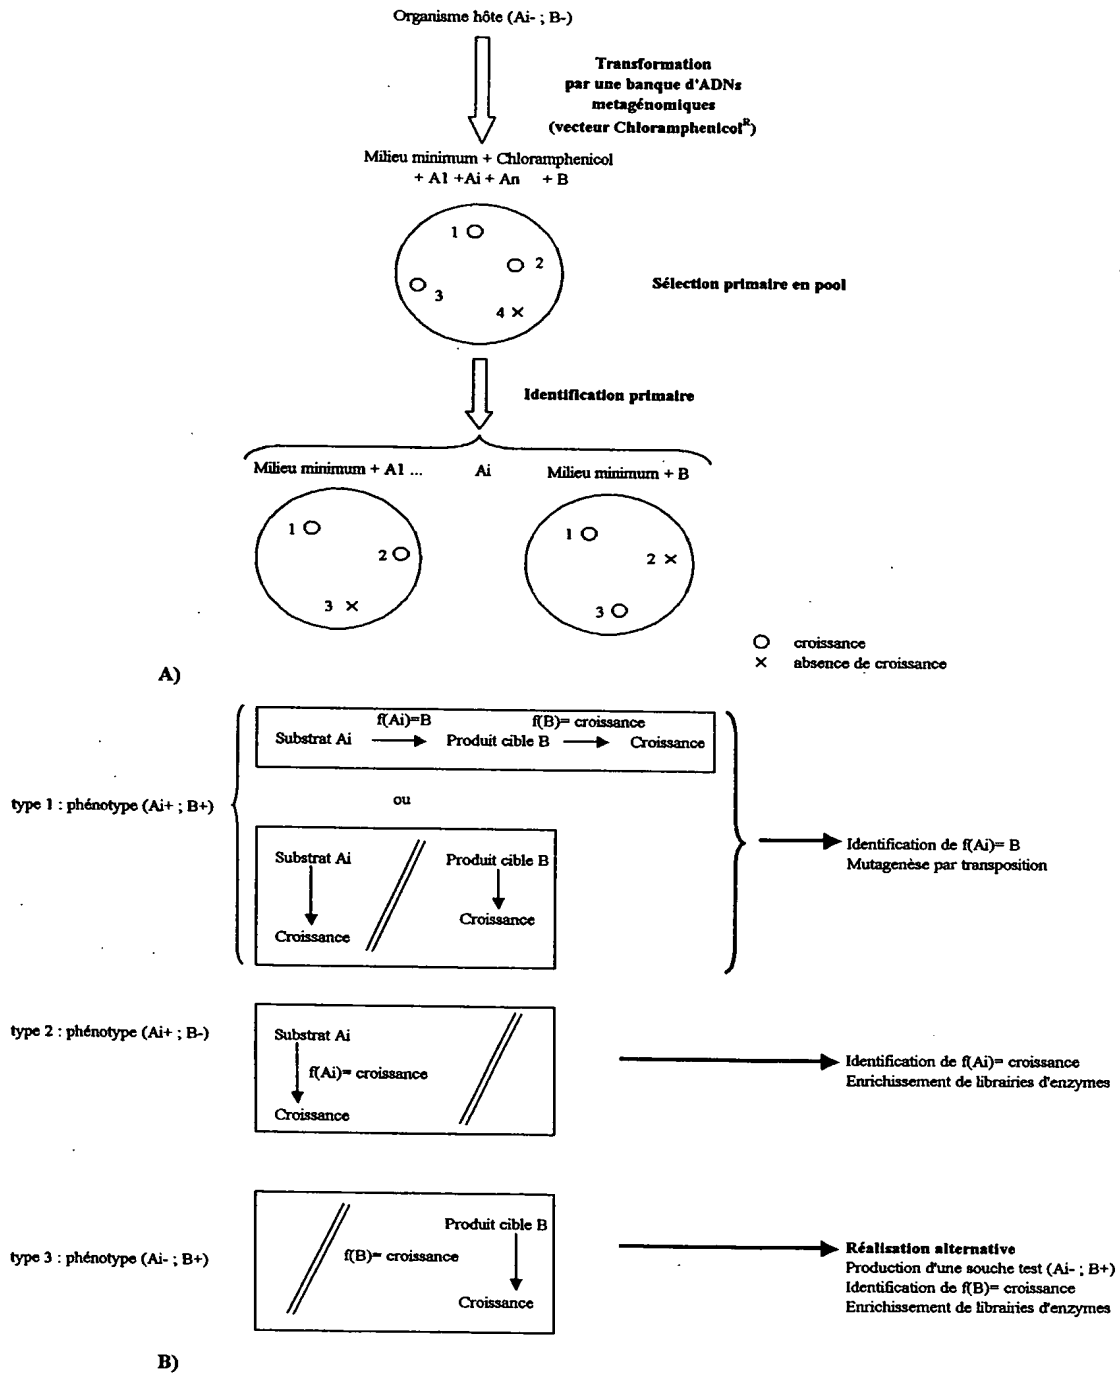 Organisme hôte (Ai- ; B-)
Transformation
par une banque d'ADNs
metagénomiques
(vecteur Chloramphenicol^R)
Milieu minimum + Chloramphenicol
+ A1 +Ai + An + B
1
2
3
4
Sélection primaire en pool
Identification primaire
Milieu minimum + A1 ...
Ai
Milieu minimum + B
1
2
3
1
2
3
croissance
absence de croissance
A)
type 1 : phénotype (Ai+ ; B+)
f(Ai)=B
f(B)= croissance
Substrat Ai
Produit cible B
Croissance
ou
Substrat Ai
Produit cible B
Croissance
Croissance
Identification de f(Ai)= B
Mutagenèse par transposition
type 2 : phénotype (Ai+ ; B-)
Substrat Ai
f(Ai)= croissance
Croissance
Identification de f(Ai)= croissance
Enrichissement de librairies d'enzymes
type 3 : phénotype (Ai- ; B+)
Produit cible B
f(B)= croissance
Croissance
Réalisation alternative
Production d'une souche test (Ai- ; B+)
Identification de f(B)= croissance
Enrichissement de librairies d'enzymes
B)